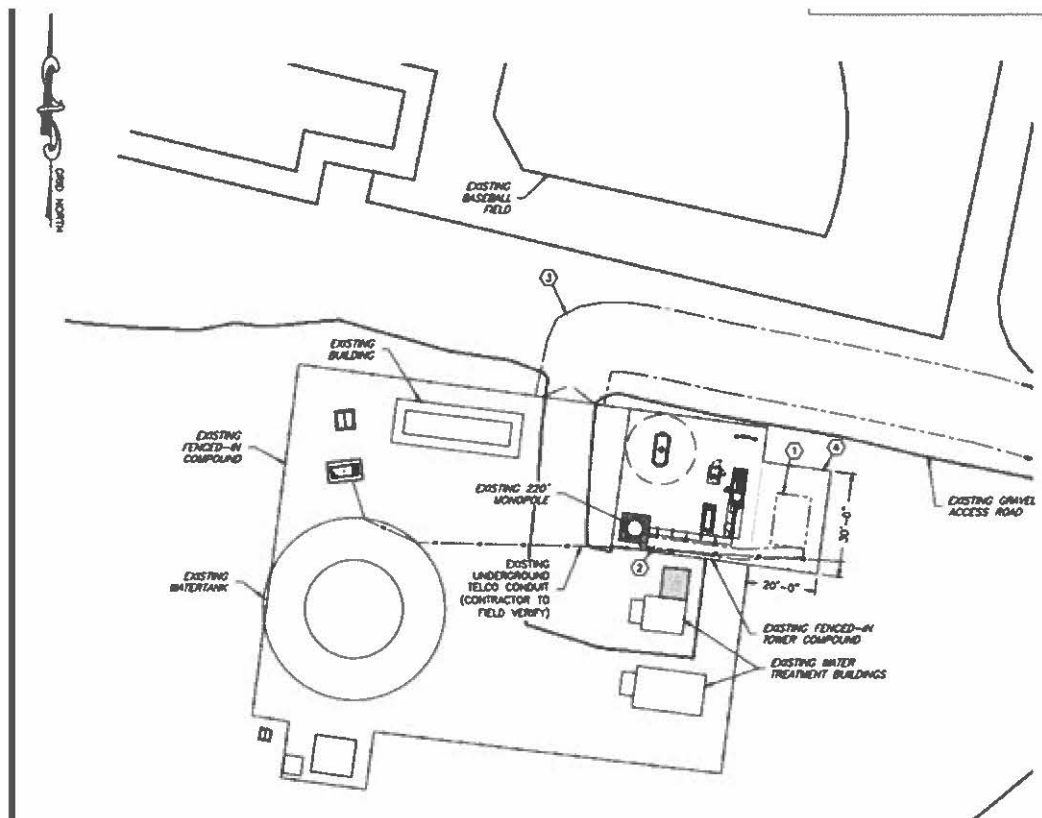 GRID NORTH
EXISTING
BASEBALL
FIELD
3
EXISTING
BUILDING
EXISTING
FENCED-IN
COMPOUND
1
4
EXISTING 220'
MONOPOLE
EXISTING GRAVEL
ACCESS ROAD
30'-0"
2
EXISTING
UNDERGROUND
TELCO CONDUIT
(CONTRACTOR TO
FIELD VERIFY)
EXISTING
WATERTANK
20'-0"
EXISTING FENCED-IN
TOWER COMPOUND
EXISTING WATER
TREATMENT BUILDINGS